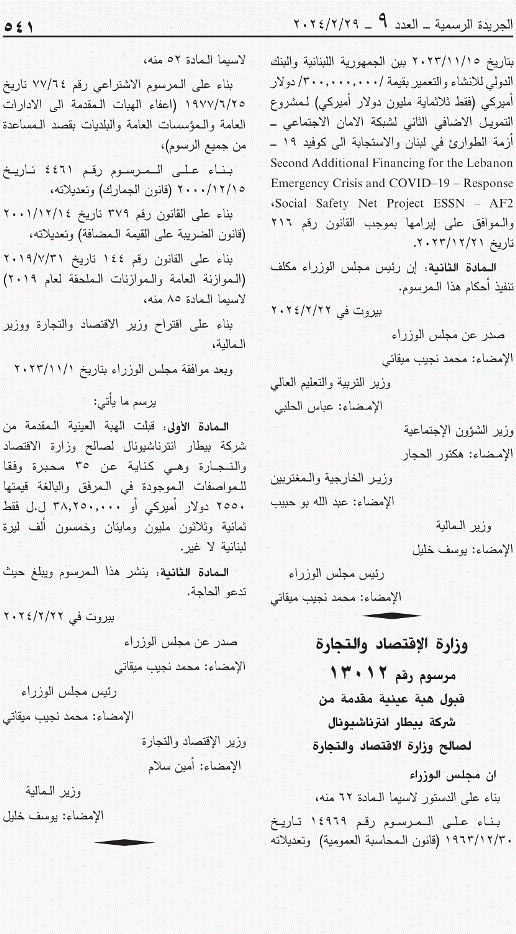 الجريدة الرسمية ــ العدد ٩ ــ ٢٠٢٤/٢/٢٩
٥٤١
بتاريخ ٢٠٢٣/١١/١٥ بين الجمهورية اللبنانية والبنك
الدولي للانشاء والتعمير بقيمة /٣٠٠,٠٠٠,٠٠٠/ دولار
أميركي (فقط ثلاثماية مليون دولار أميركي) لمشروع
التمويل الاضافي الثاني لشبكة الامان الاجتماعي ــ
أزمة الطوارئ في لبنان والاستجابة الى كوفيد ١٩ ــ
Second Additional Financing for the Lebanon
Emergency Crisis and COVID–19 – Response
،Social Safety Net Project ESSN – AF2
والموافق على إبرامها بموجب القانون رقم ٣١٦
تاريخ ٢٠٢٣/١٢/٢١.
المادة الثانية: إن رئيس مجلس الوزراء مكلف
تنفيذ أحكام هذا المرسوم.
بيروت في ٢٠٢٤/٢/٢٢
صدر عن مجلس الوزراء
الإمضاء: محمد نجيب ميقاتي
وزير التربية والتعليم العالي
الإمضاء: عباس الحلبي
وزير الشؤون الإجتماعية
الإمضاء: هكتور الحجار
وزير الخارجية والمغتربين
الإمضاء: عبد الله بو حبيب
وزير المالية
الإمضاء: يوسف خليل
رئيس مجلس الوزراء
الإمضاء: محمد نجيب ميقاتي
وزارة الإقتصاد والتجارة
مرسوم رقم ١٣٠١٢
قبول هبة عينية مقدمة من
شركة بيطار انترناشيونال
لصالح وزارة الاقتصاد والتجارة
ان مجلس الوزراء
بناء على الدستور لاسيما المادة ٦٢ منه،
بناء على المرسوم رقم ١٤٩٦٩ تاريخ
١٩٦٣/١٢/٣٠ (قانون المحاسبة العمومية) وتعديلاته
لاسيما المادة ٥٢ منه،
بناء على المرسوم الاشتراعي رقم ٧٧/٦٤ تاريخ
١٩٧٧/٦/٢٥ (اعفاء الهبات المقدمة الى الادارات
العامة والمؤسسات العامة والبلديات بقصد المساعدة
من جميع الرسوم)،
بناء على المرسوم رقم ٤٤٦١ تاريخ
٢٠٠٠/١٢/١٥ (قانون الجمارك) وتعديلاته،
بناء على القانون رقم ٣٧٩ تاريخ ٢٠٠١/١٢/١٤
(قانون الضريبة على القيمة المضافة) وتعديلاته،
بناء على القانون رقم ١٤٤ تاريخ ٢٠١٩/٧/٣١
(الموازنة العامة والموازنات الملحقة لعام ٢٠١٩)
لاسيما المادة ٨٥ منه،
بناء على اقتراح وزير الاقتصاد والتجارة ووزير
المالية،
وبعد موافقة مجلس الوزراء بتاريخ ٢٠٢٣/١١/١
يرسم ما يأتي:
المادة الأولى: قبلت الهبة العينية المقدمة من
شركة بيطار انترناشيونال لصالح وزارة الاقتصاد
والتجارة وهي كناية عن ٣٥ محبرة وفقا
للمواصفات الموجودة في المرفق والبالغة قيمتها
٢٥٥٠ دولار أميركي أو ٣٨,٢٥٠,٠٠٠ ل.ل فقط
ثمانية وثلاثون مليون ومايتان وخمسون ألف ليرة
لبنانية لا غير.
المادة الثانية: ينشر هذا المرسوم ويبلغ حيث
تدعو الحاجة.
بيروت في ٢٠٢٤/٢/٢٢
صدر عن مجلس الوزراء
الإمضاء: محمد نجيب ميقاتي
رئيس مجلس الوزراء
الإمضاء: محمد نجيب ميقاتي
وزير الإقتصاد والتجارة
الإمضاء: أمين سلام
وزير المالية
الإمضاء: يوسف خليل